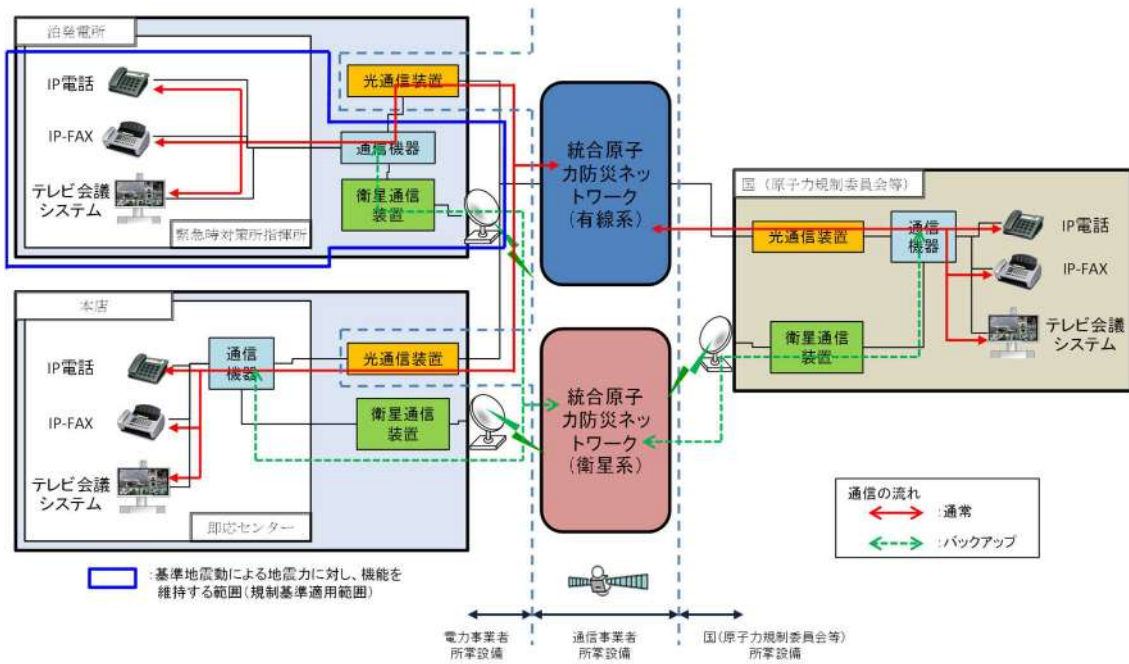 泊発電所
IP電話
IP-FAX
テレビ会議
システム
緊急時対策所指揮所
光通信装置
通信機器
衛星通信
装置
本店
IP電話
IP-FAX
テレビ会議
システム
通信
機器
光通信装置
衛星通信
装置
即応センター
統合原子
力防災ネッ
トワーク
(有線系)
統合原子
力防災ネッ
トワーク
(衛星系)
国（原子力規制委員会等）
光通信装置
通信
機器
衛星通信
装置
IP電話
IP-FAX
テレビ会議
システム
通信の流れ
:通常
:バックアップ
:基準地震動による地震力に対し、機能を
維持する範囲(規制基準適用範囲)
電力事業者
所掌設備
通信事業者
所掌設備
国(原子力規制委員会等)
所掌設備